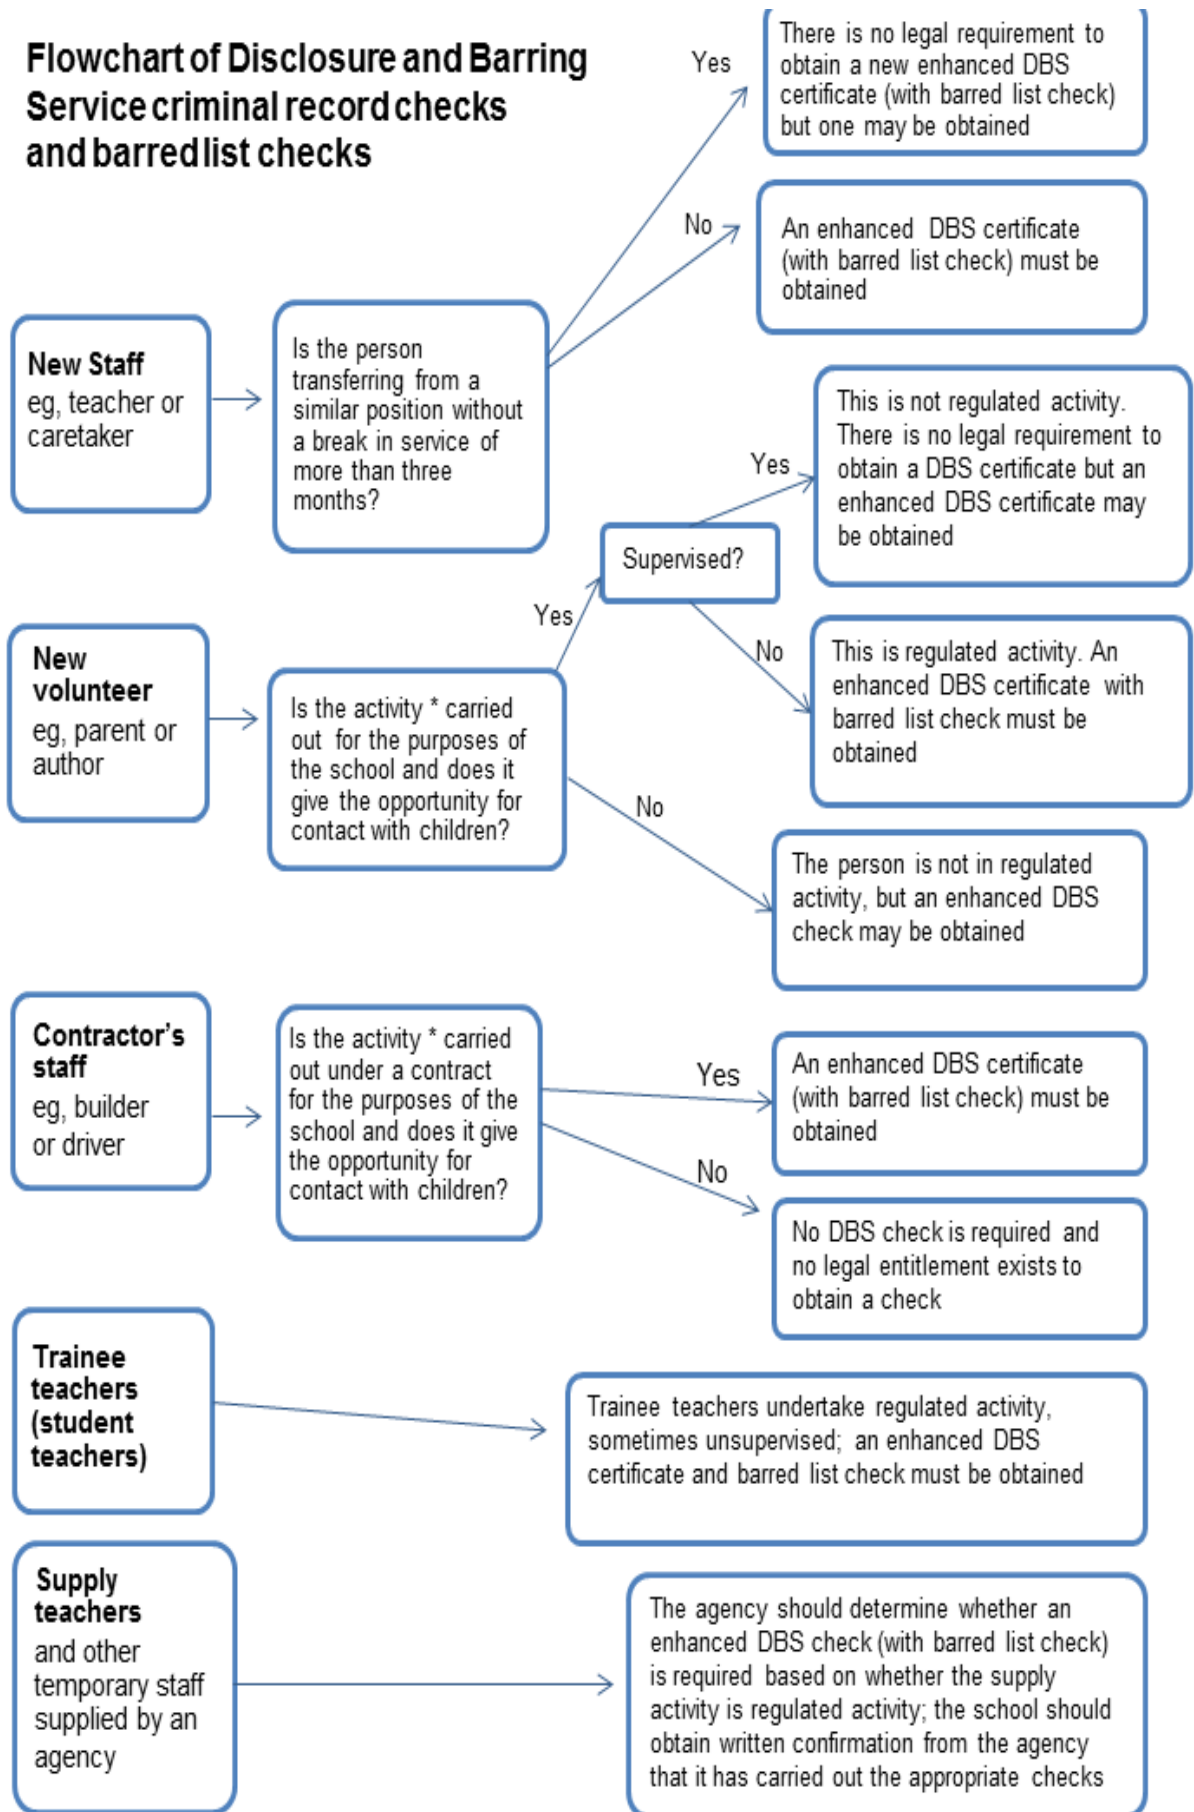 Flowchart of Disclosure and Barring
Service criminal record checks
and barred list checks
Yes
There is no legal requirement to
obtain a new enhanced DBS
certificate (with barred list check)
but one may be obtained
No
An enhanced DBS certificate
(with barred list check) must be
obtained
New Staff
eg, teacher or
caretaker
Is the person
transferring from a
similar position without
a break in service of
more than three
months?
New
volunteer
eg, parent or
author
Is the activity * carried
out for the purposes of
the school and does it
give the opportunity for
contact with children?
Yes
Supervised?
Yes
This is not regulated activity.
There is no legal requirement to
obtain a DBS certificate but an
enhanced DBS certificate may
be obtained
No
This is regulated activity. An
enhanced DBS certificate with
barred list check must be
obtained
No
The person is not in regulated
activity, but an enhanced DBS
check may be obtained
Contractor's
staff
eg, builder
or driver
Is the activity * carried
out under a contract
for the purposes of the
school and does it give
the opportunity for
contact with children?
Yes
An enhanced DBS certificate
(with barred list check) must be
obtained
No
No DBS check is required and
no legal entitlement exists to
obtain a check
Trainee
teachers
(student
teachers)
Trainee teachers undertake regulated activity,
sometimes unsupervised; an enhanced DBS
certificate and barred list check must be obtained
Supply
teachers
and other
temporary staff
supplied by an
agency
The agency should determine whether an
enhanced DBS check (with barred list check)
is required based on whether the supply
activity is regulated activity; the school should
obtain written confirmation from the agency
that it has carried out the appropriate checks